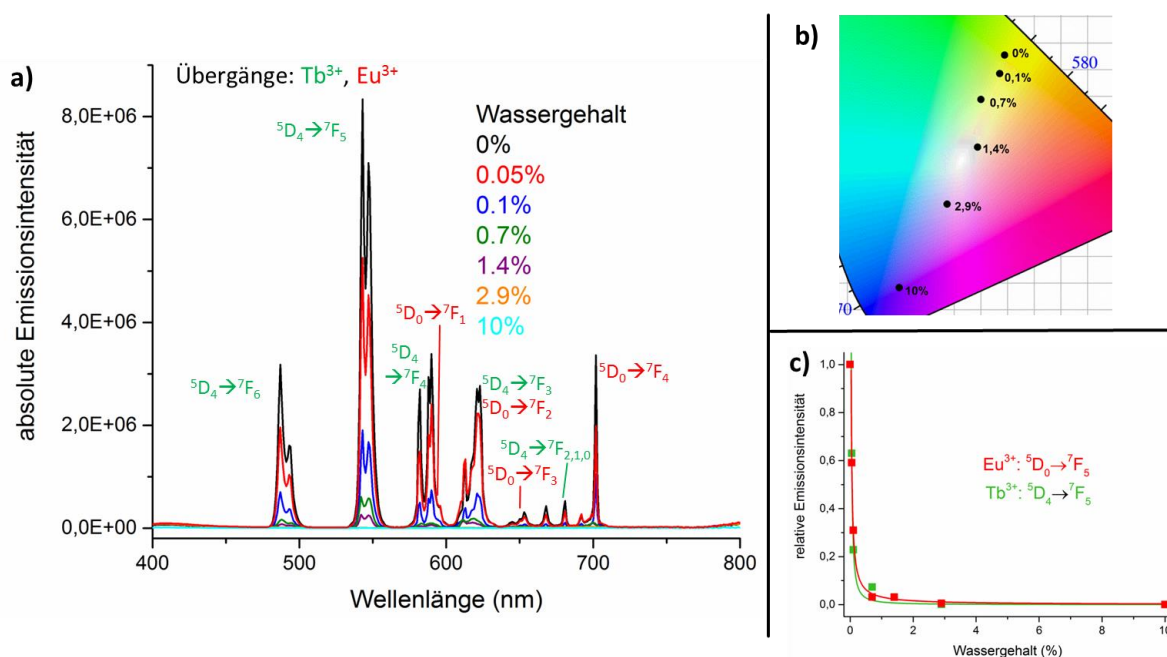 a)
Übergänge: Tb³⁺, Eu³⁺
absolute Emissionsintensität
8,0E+06
6,0E+06
4,0E+06
2,0E+06
0,0E+00
⁵D₄→⁷F₅
⁵D₄→⁷F₆
⁵D₀→⁷F₁
⁵D₄
→⁷F₄
⁵D₄→⁷F₃
⁵D₀→⁷F₂
⁵D₄→⁷F₂,₁,₀
⁵D₀→⁷F₃
⁵D₀→⁷F₄
Wassergehalt
0%
0.05%
0.1%
0.7%
1.4%
2.9%
10%
400
500
600
700
800
Wellenlänge (nm)
b)
0%
580
0,1%
0,7%
1,4%
2,9%
10%
70
c)
relative Emissionsintensität
1,0
0,8
0,6
0,4
0,2
0,0
Eu³⁺: ⁵D₀→⁷F₅
Tb³⁺: ⁵D₄→⁷F₅
0
2
4
6
8
10
Wassergehalt (%)